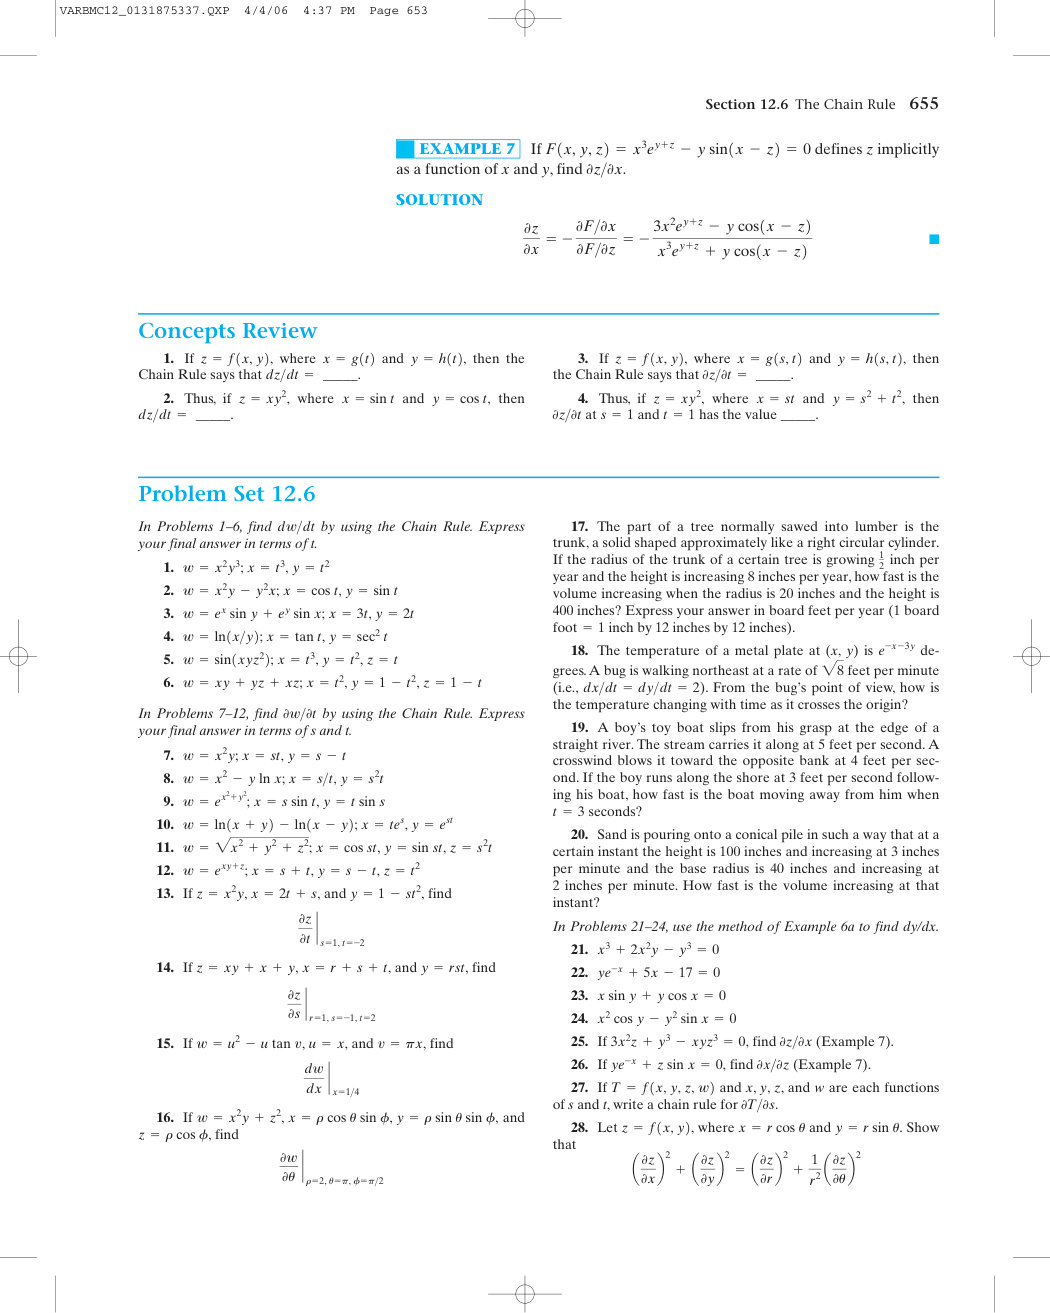 VARBMC12_0131875337.QXP 4/4/06 4:37 PM Page 653
Section 12.6 The Chain Rule 655
EXAMPLE 7 If F(x, y, z) = x³e^(y+z) − y sin(x − z) = 0 defines z implicitly
as a function of x and y, find ∂z/∂x.
SOLUTION
∂z/∂x = −(∂F/∂x)/(∂F/∂z) = −(3x²e^(y+z) − y cos(x − z))/(x³e^(y+z) + y cos(x − z))
Concepts Review
1. If z = f(x, y), where x = g(t) and y = h(t), then the
Chain Rule says that dz/dt = _____.
2. Thus, if z = xy², where x = sin t and y = cos t, then
dz/dt = _____.
3. If z = f(x, y), where x = g(s, t) and y = h(s, t), then
the Chain Rule says that ∂z/∂t = _____.
4. Thus, if z = xy², where x = st and y = s² + t², then
∂z/∂t at s = 1 and t = 1 has the value _____.
Problem Set 12.6
In Problems 1–6, find dw/dt by using the Chain Rule. Express
your final answer in terms of t.
1. w = x²y³; x = t³, y = t²
2. w = x²y − y²x; x = cos t, y = sin t
3. w = e^x sin y + e^y sin x; x = 3t, y = 2t
4. w = ln(x/y); x = tan t, y = sec² t
5. w = sin(xyz²); x = t³, y = t², z = t
6. w = xy + yz + xz; x = t², y = 1 − t², z = 1 − t
In Problems 7–12, find ∂w/∂t by using the Chain Rule. Express
your final answer in terms of s and t.
7. w = x²y; x = st, y = s − t
8. w = x² − y ln x; x = s/t, y = s²t
9. w = e^(x²+y²); x = s sin t, y = t sin s
10. w = ln(x + y) − ln(x − y); x = te^s, y = e^(st)
11. w = √(x² + y² + z²); x = cos st, y = sin st, z = s²t
12. w = e^(xy+z); x = s + t, y = s − t, z = t²
13. If z = x²y, x = 2t + s, and y = 1 − st², find
∂z/∂t |s=1, t=−2
14. If z = xy + x + y, x = r + s + t, and y = rst, find
∂z/∂s |r=1, s=−1, t=2
15. If w = u² − u tan v, u = x, and v = πx, find
dw/dx |x=1/4
16. If w = x²y + z², x = ρ cos θ sin ϕ, y = ρ sin θ sin ϕ, and
z = ρ cos ϕ, find
∂w/∂θ |ρ=2, θ=π, ϕ=π/2
17. The part of a tree normally sawed into lumber is the
trunk, a solid shaped approximately like a right circular cylinder.
If the radius of the trunk of a certain tree is growing ½ inch per
year and the height is increasing 8 inches per year, how fast is the
volume increasing when the radius is 20 inches and the height is
400 inches? Express your answer in board feet per year (1 board
foot = 1 inch by 12 inches by 12 inches).
18. The temperature of a metal plate at (x, y) is e^(−x−3y) de-
grees. A bug is walking northeast at a rate of √8 feet per minute
(i.e., dx/dt = dy/dt = 2). From the bug's point of view, how is
the temperature changing with time as it crosses the origin?
19. A boy's toy boat slips from his grasp at the edge of a
straight river. The stream carries it along at 5 feet per second. A
crosswind blows it toward the opposite bank at 4 feet per sec-
ond. If the boy runs along the shore at 3 feet per second follow-
ing his boat, how fast is the boat moving away from him when
t = 3 seconds?
20. Sand is pouring onto a conical pile in such a way that at a
certain instant the height is 100 inches and increasing at 3 inches
per minute and the base radius is 40 inches and increasing at
2 inches per minute. How fast is the volume increasing at that
instant?
In Problems 21–24, use the method of Example 6a to find dy/dx.
21. x³ + 2x²y − y³ = 0
22. ye^(−x) + 5x − 17 = 0
23. x sin y + y cos x = 0
24. x² cos y − y² sin x = 0
25. If 3x²z + y³ − xyz³ = 0, find ∂z/∂x (Example 7).
26. If ye^(−x) + z sin x = 0, find ∂x/∂z (Example 7).
27. If T = f(x, y, z, w) and x, y, z, and w are each functions
of s and t, write a chain rule for ∂T/∂s.
28. Let z = f(x, y), where x = r cos θ and y = r sin θ. Show
that
(∂z/∂x)² + (∂z/∂y)² = (∂z/∂r)² + 1/r² (∂z/∂θ)²